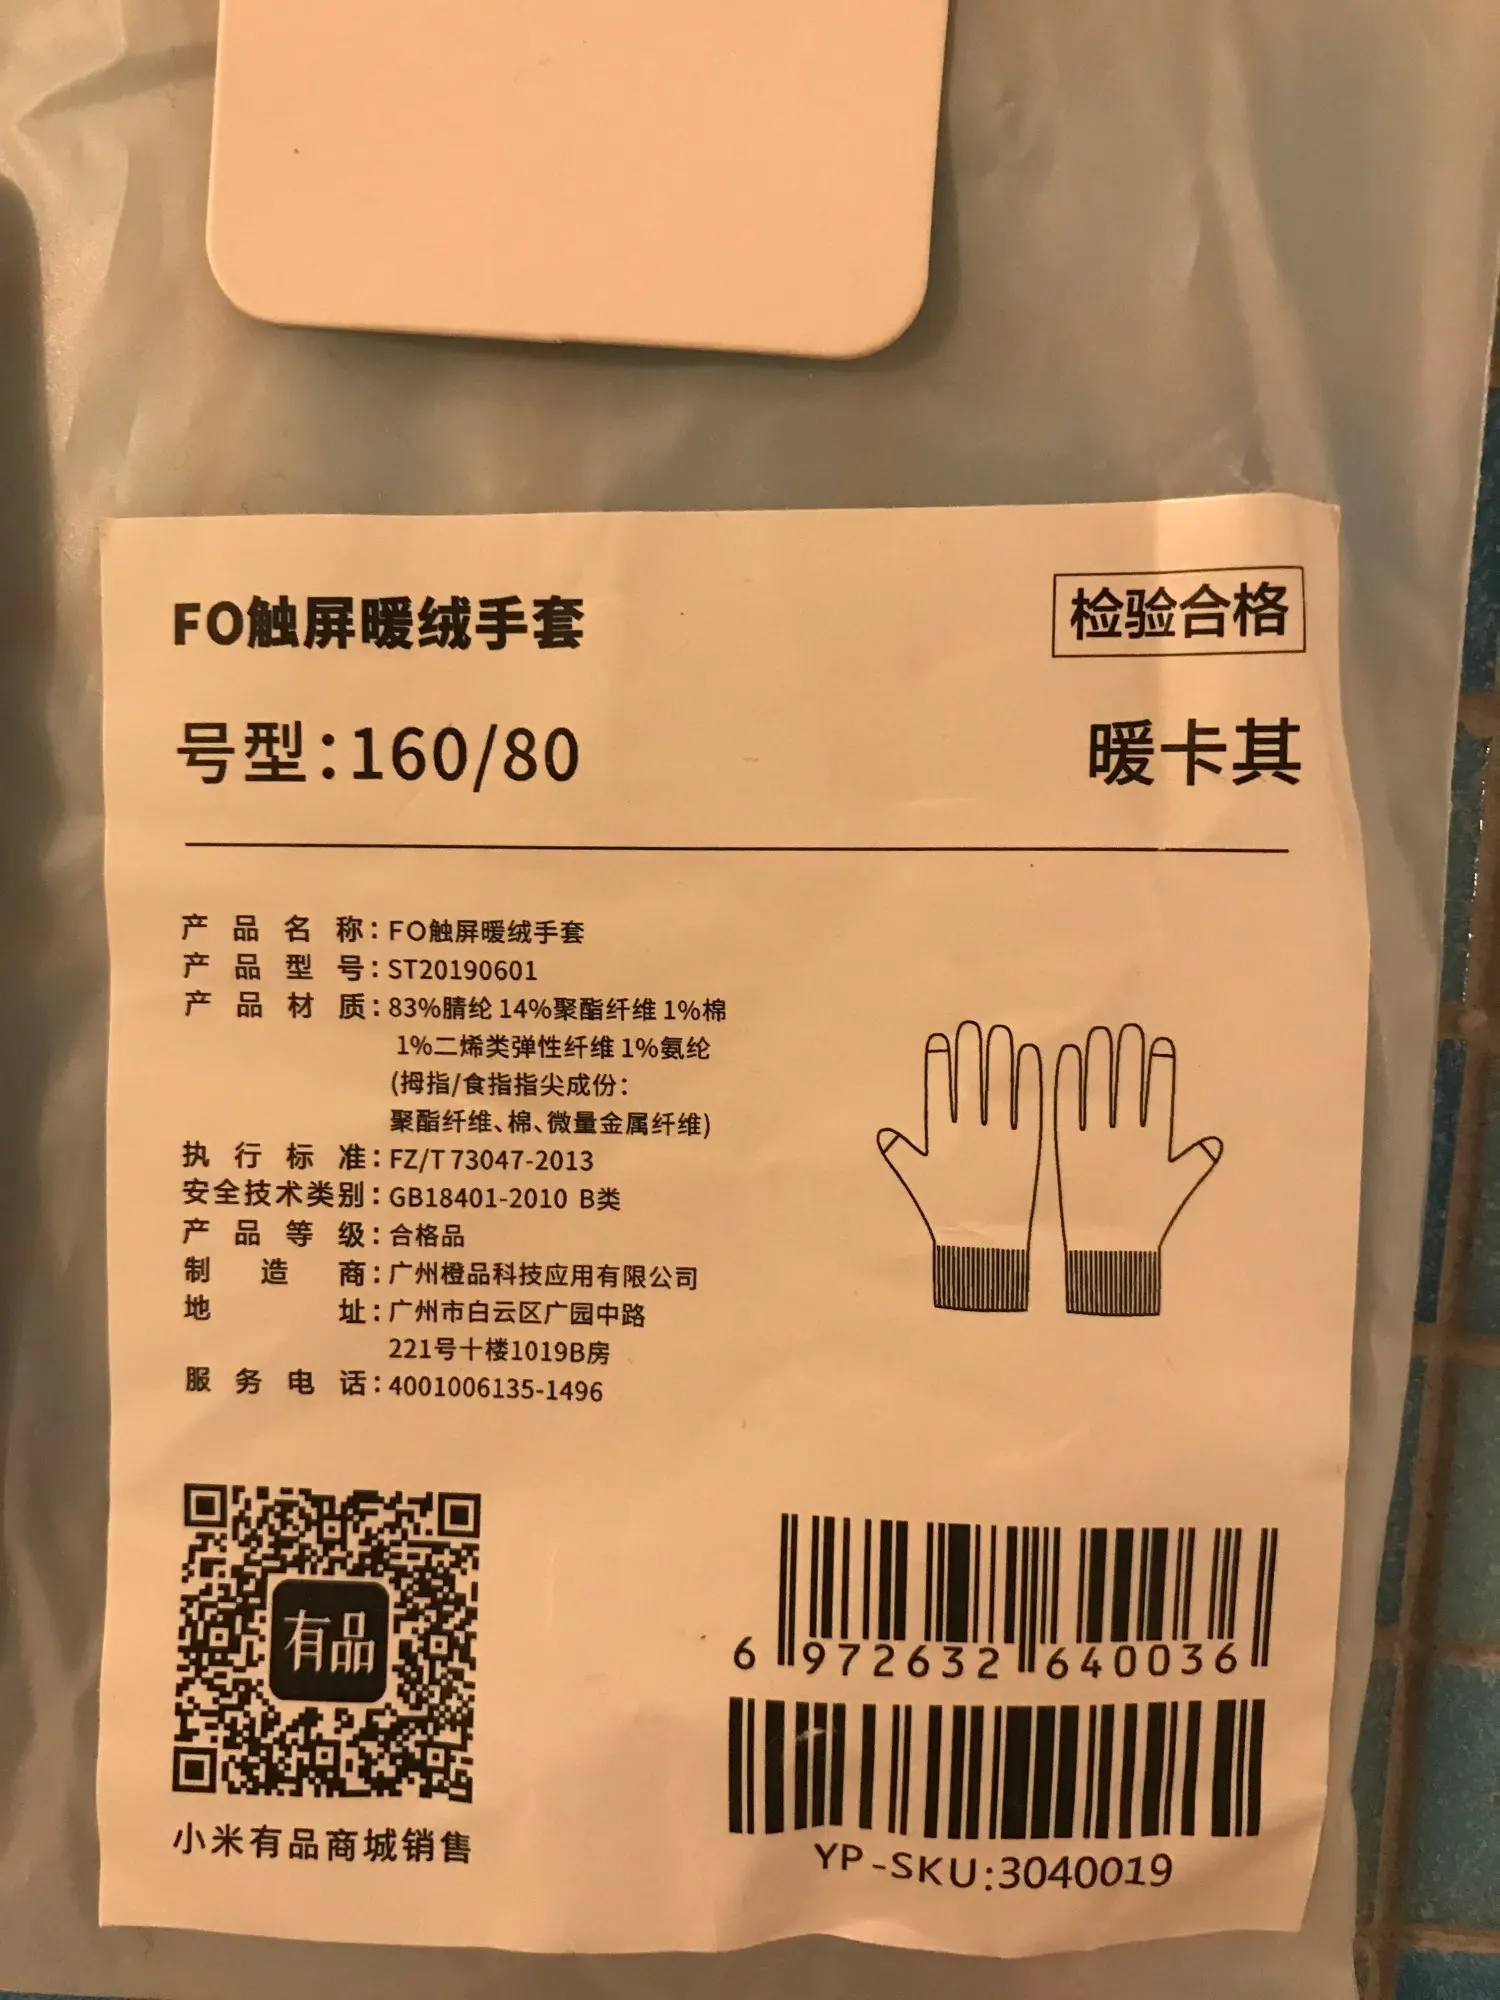 FO触屏暖绒手套
检验合格
号型:160/80
暖卡其
产品名称:FO触屏暖绒手套
产品型号:ST20190601
产品材质:83%腈纶 14%聚酯纤维 1%棉
1%二烯类弹性纤维 1%氨纶
(拇指/食指指尖成份:
聚酯纤维、棉、微量金属纤维)
执行标准:FZ/T 73047-2013
安全技术类别:GB18401-2010 B类
产品等级:合格品
制造商:广州橙品科技应用有限公司
地址:广州市白云区广园中路
221号十楼1019B房
服务电话:4001006135-1496
有品
小米有品商城销售
6 972632 640036
YP-SKU:3040019